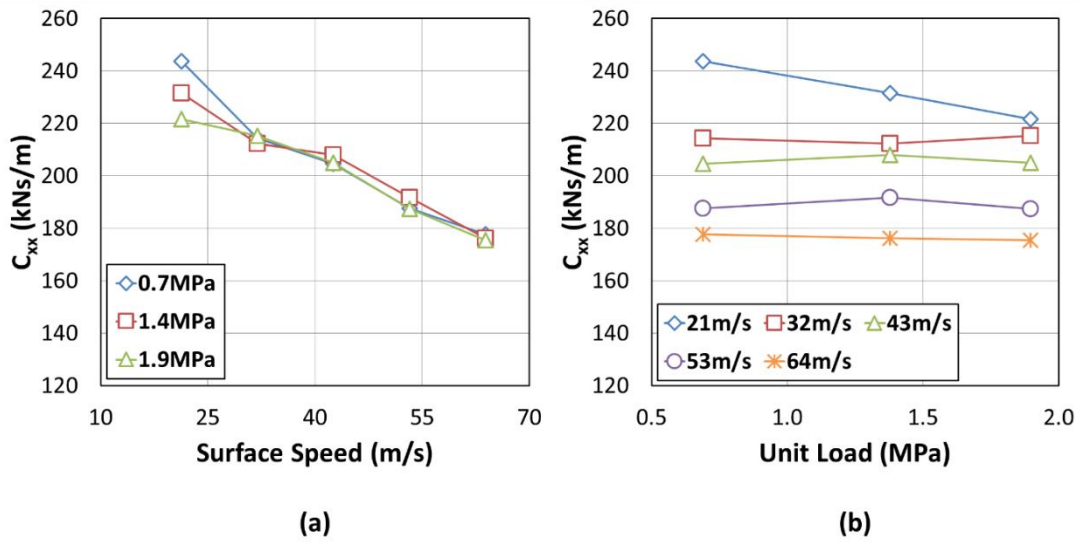 260
240
220
200
180
160
140
120
C_xx (kNs/m)
0.7MPa
1.4MPa
1.9MPa
10 25 40 55 70
Surface Speed (m/s)
(a)
260
240
220
200
180
160
140
120
C_xx (kNs/m)
21m/s 32m/s 43m/s
53m/s 64m/s
0.5 1.0 1.5 2.0
Unit Load (MPa)
(b)